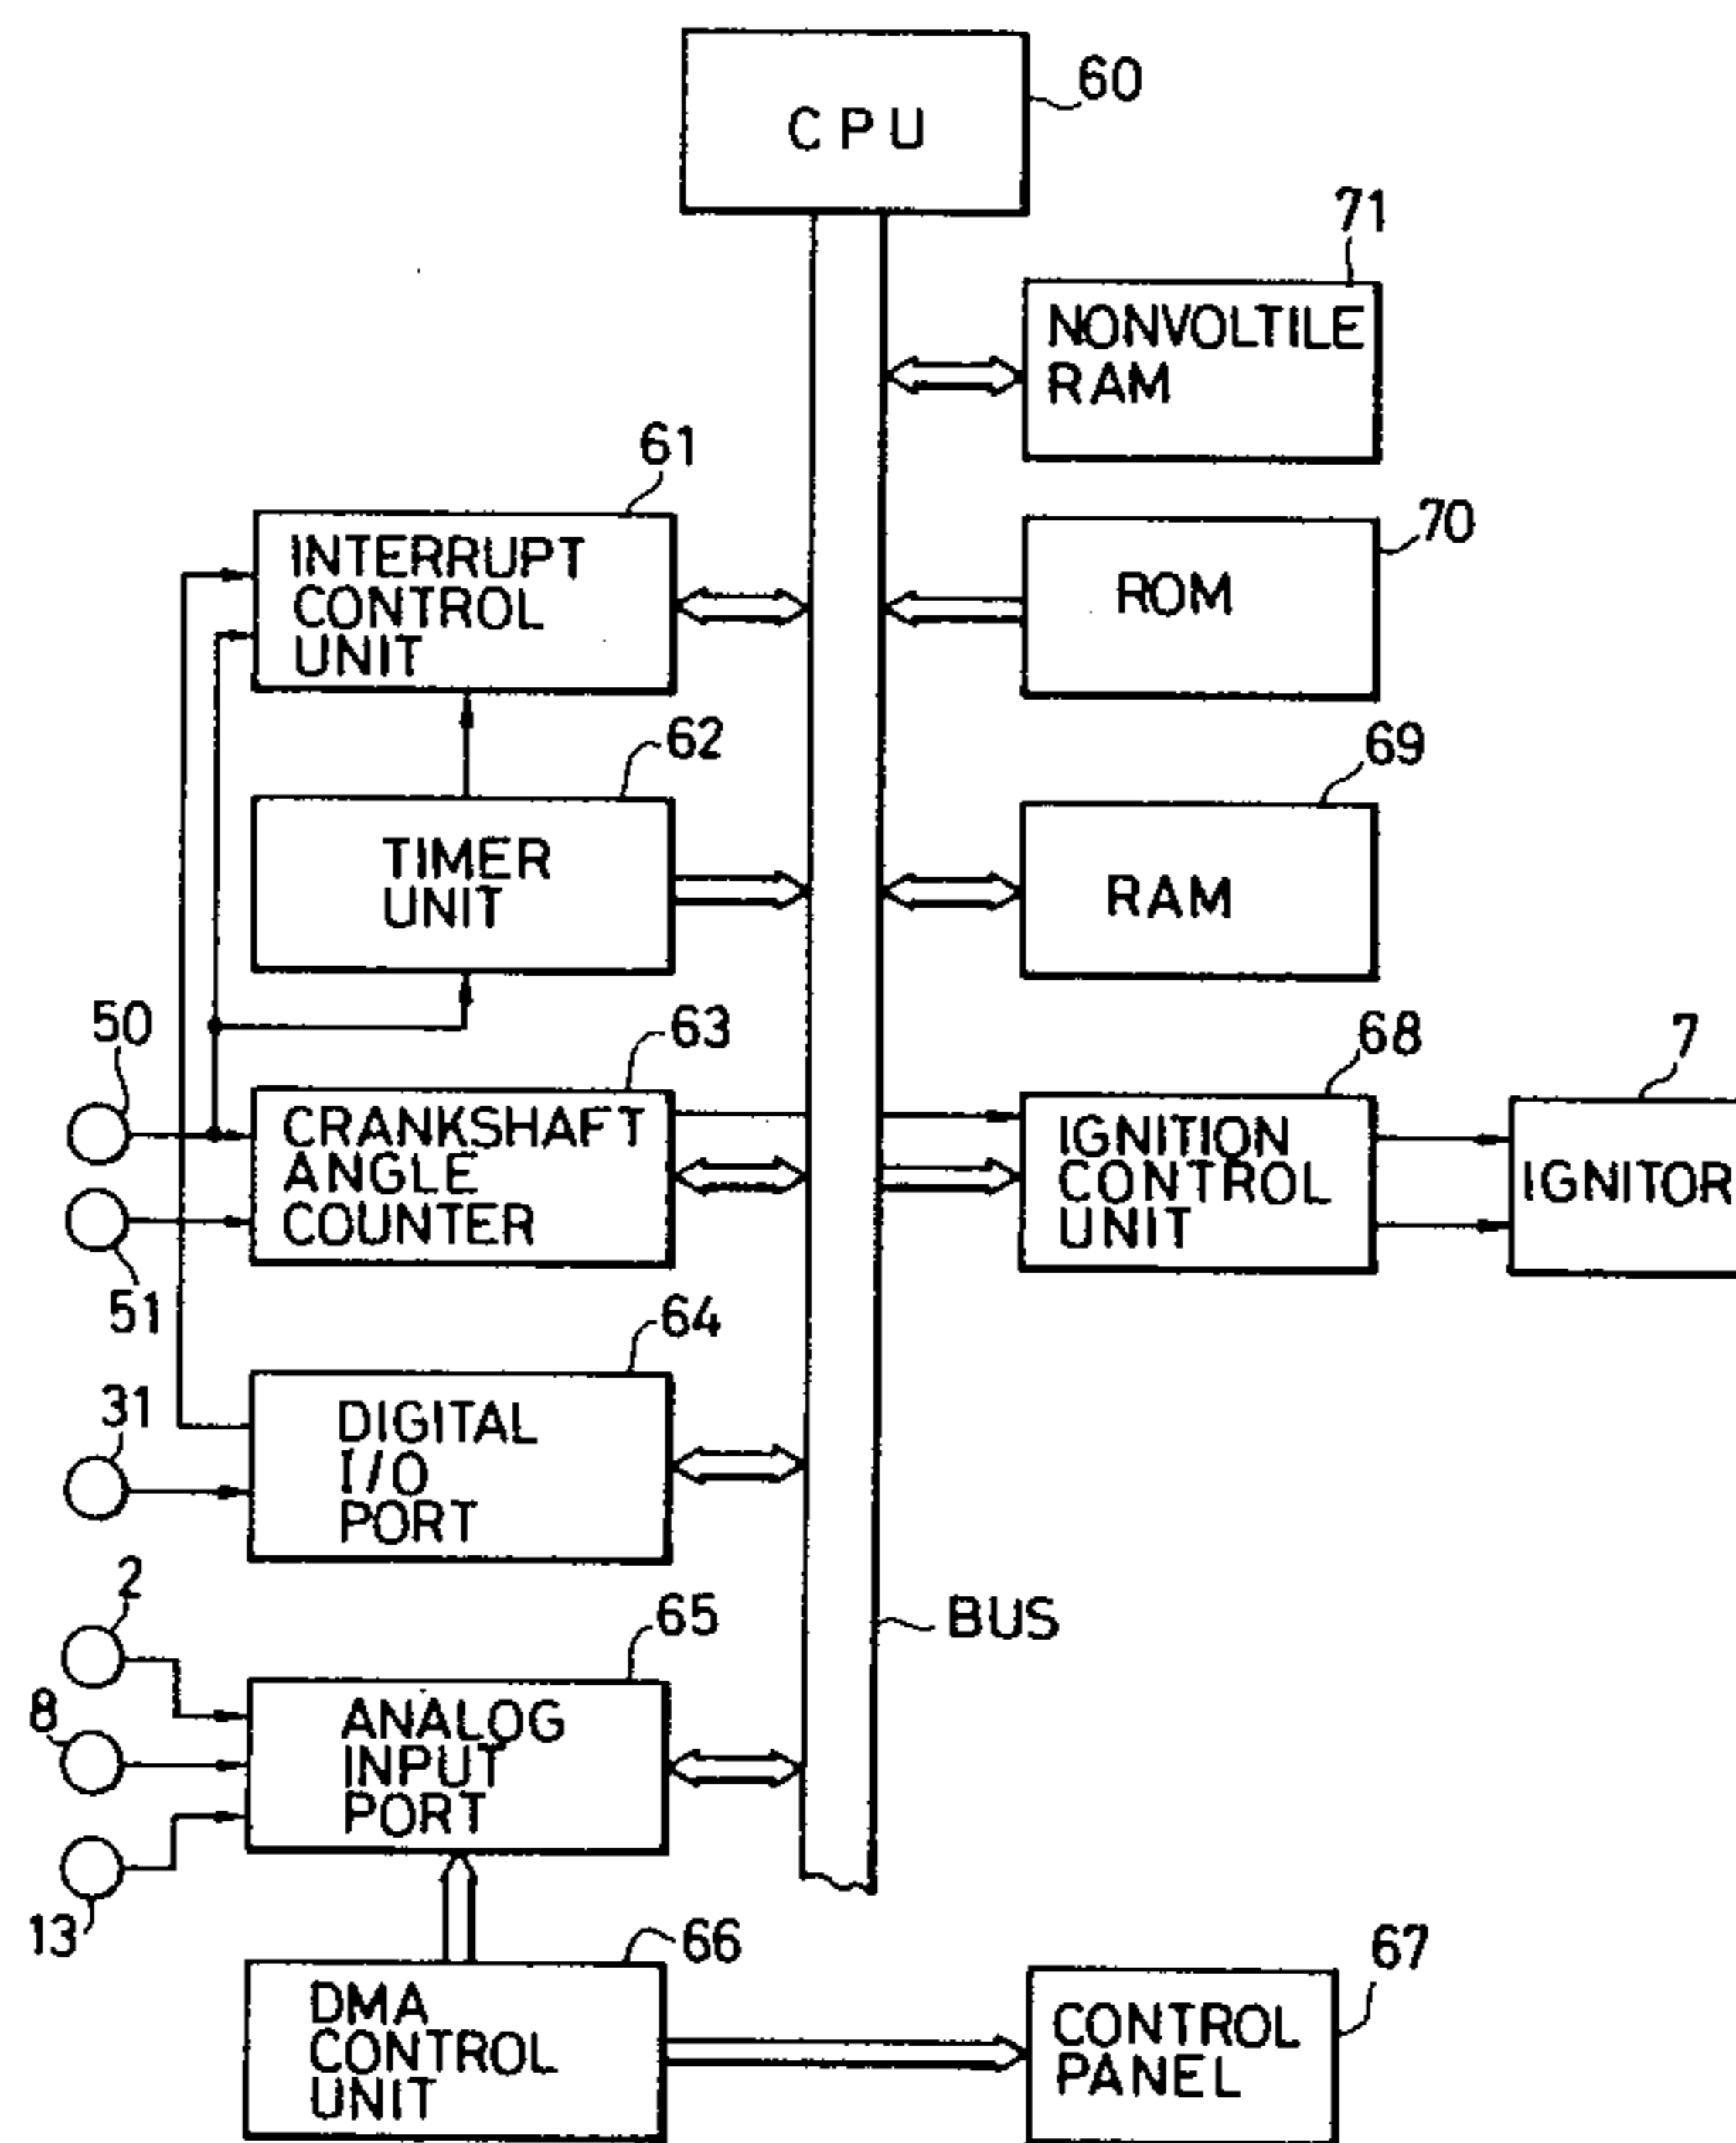 CPU
60
71
NONVOLTILE
RAM
61
INTERRUPT
CONTROL
UNIT
70
ROM
62
TIMER
UNIT
69
RAM
50
63
CRANKSHAFT
ANGLE
COUNTER
51
68
IGNITION
CONTROL
UNIT
7
IGNITOR
64
31
DIGITAL
I/O
PORT
2
65
BUS
8
ANALOG
INPUT
PORT
13
66
DMA
CONTROL
UNIT
67
CONTROL
PANEL